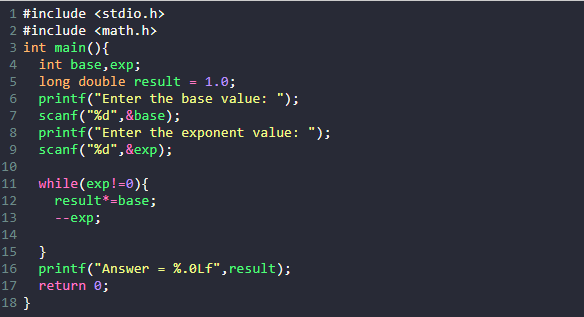 1 #include <stdio.h>
2 #include <math.h>
3 int main(){
4   int base,exp;
5   long double result = 1.0;
6   printf("Enter the base value: ");
7   scanf("%d",&base);
8   printf("Enter the exponent value: ");
9   scanf("%d",&exp);
10
11   while(exp!=0){
12     result*=base;
13     --exp;
14
15   }
16   printf("Answer = %.0Lf",result);
17   return 0;
18 }